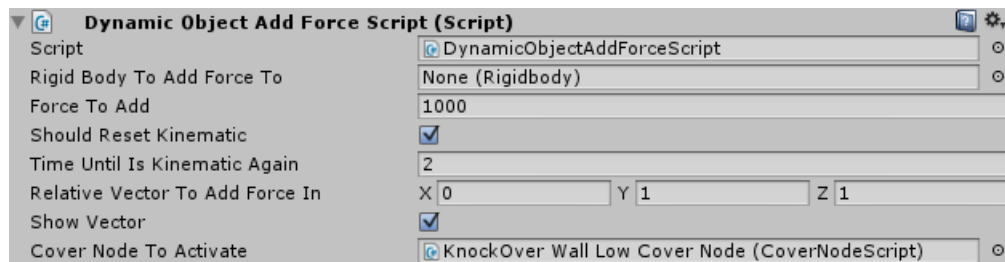 Dynamic Object Add Force Script (Script)
Script DynamicObjectAddForceScript
Rigid Body To Add Force To None (Rigidbody)
Force To Add 1000
Should Reset Kinematic
Time Until Is Kinematic Again 2
Relative Vector To Add Force In X 0 Y 1 Z 1
Show Vector
Cover Node To Activate KnockOver Wall Low Cover Node (CoverNodeScript)